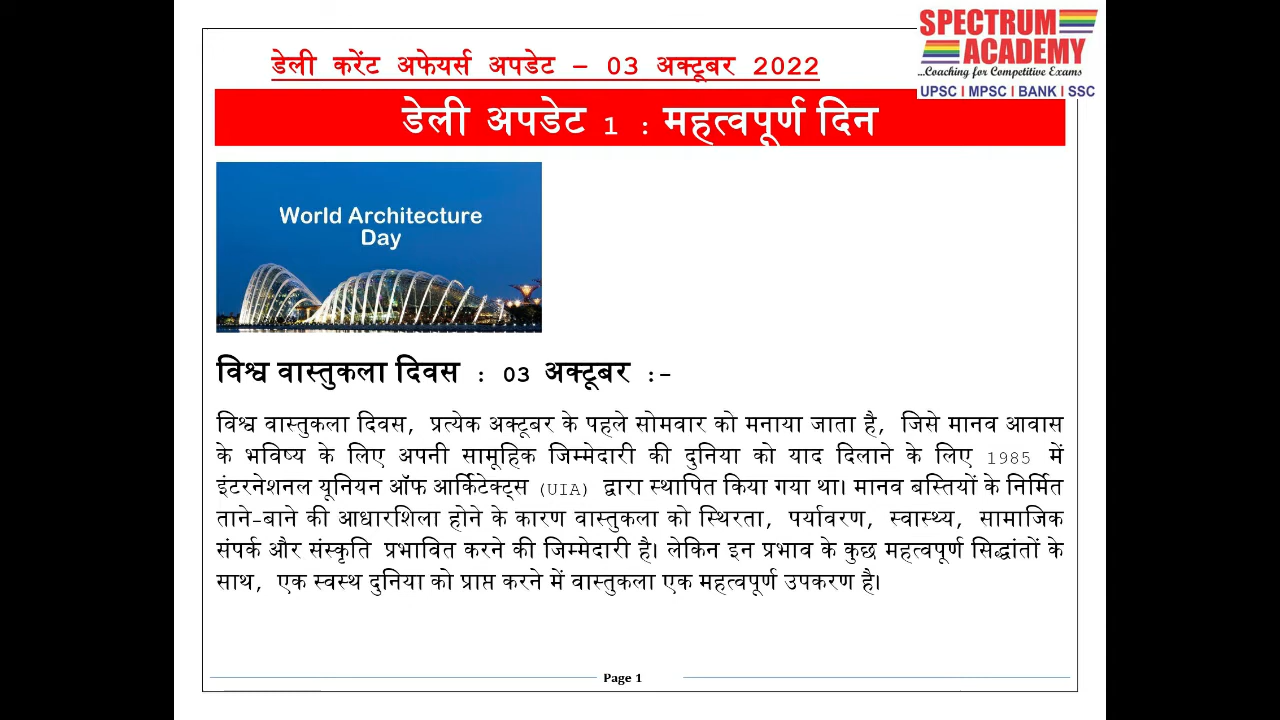 SPECTRUM
ACADEMY
...Coaching for Competitive Exams
UPSC | MPSC | BANK | SSC
डेली करेंट अफेयर्स अपडेट – 03 अक्टूबर 2022
डेली अपडेट 1 : महत्वपूर्ण दिन
World Architecture
Day
विश्व वास्तुकला दिवस : 03 अक्टूबर :-
विश्व वास्तुकला दिवस, प्रत्येक अक्टूबर के पहले सोमवार को मनाया जाता है, जिसे मानव आवास
के भविष्य के लिए अपनी सामूहिक जिम्मेदारी की दुनिया को याद दिलाने के लिए 1985 में
इंटरनेशनल यूनियन ऑफ आर्किटेक्ट्स (UIA) द्वारा स्थापित किया गया था। मानव बस्तियों के निर्मित
ताने-बाने की आधारशिला होने के कारण वास्तुकला को स्थिरता, पर्यावरण, स्वास्थ्य, सामाजिक
संपर्क और संस्कृति प्रभावित करने की जिम्मेदारी है। लेकिन इन प्रभाव के कुछ महत्वपूर्ण सिद्धांतों के
साथ, एक स्वस्थ दुनिया को प्राप्त करने में वास्तुकला एक महत्वपूर्ण उपकरण है।
Page 1